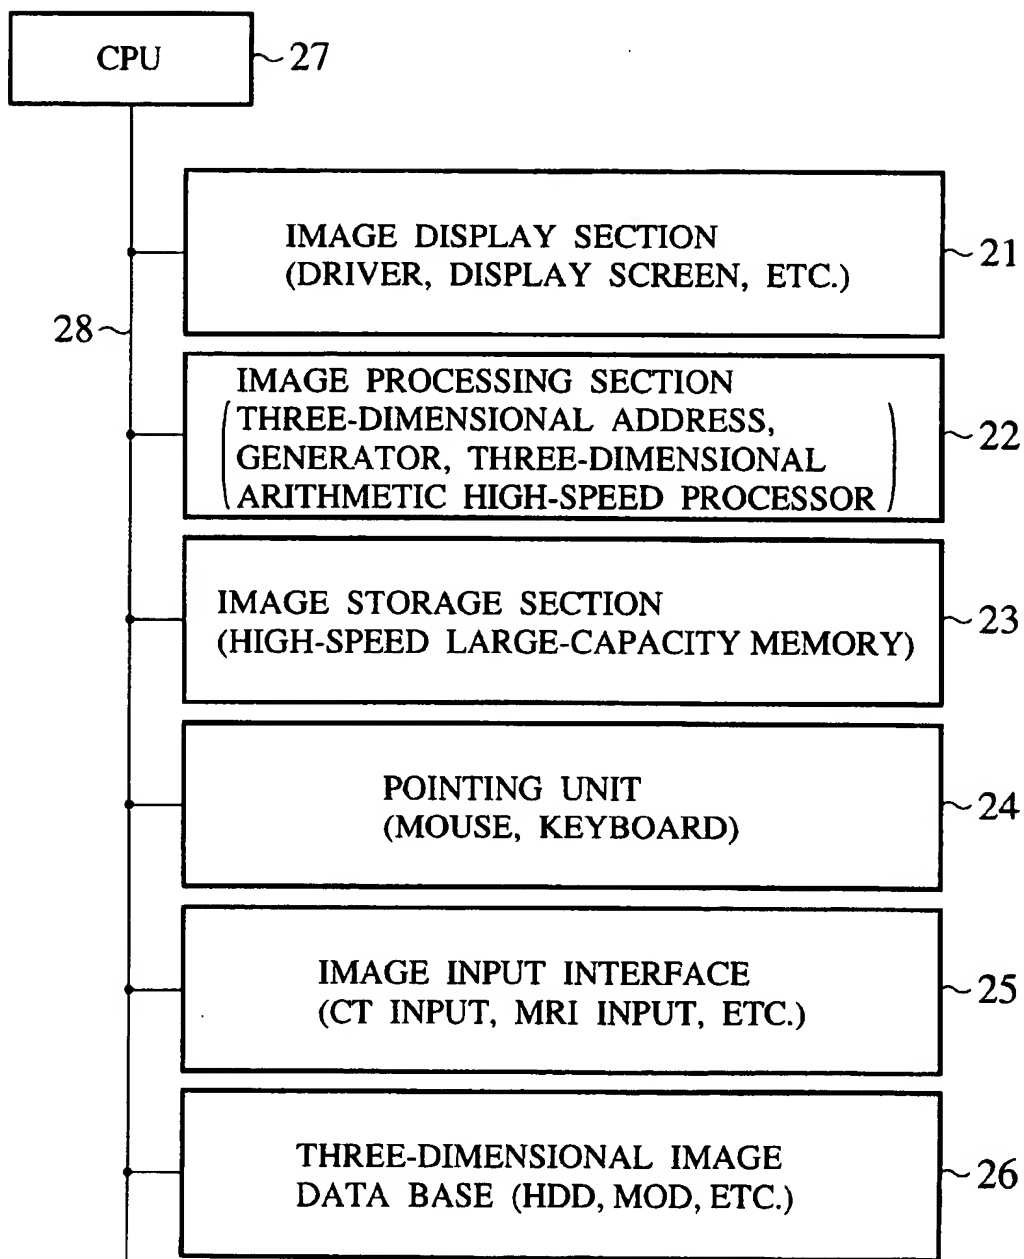 CPU
27
IMAGE DISPLAY SECTION
(DRIVER, DISPLAY SCREEN, ETC.)
21
28
IMAGE PROCESSING SECTION
(THREE-DIMENSIONAL ADDRESS,
GENERATOR, THREE-DIMENSIONAL
ARITHMETIC HIGH-SPEED PROCESSOR)
22
IMAGE STORAGE SECTION
(HIGH-SPEED LARGE-CAPACITY MEMORY)
23
POINTING UNIT
(MOUSE, KEYBOARD)
24
IMAGE INPUT INTERFACE
(CT INPUT, MRI INPUT, ETC.)
25
THREE-DIMENSIONAL IMAGE
DATA BASE (HDD, MOD, ETC.)
26